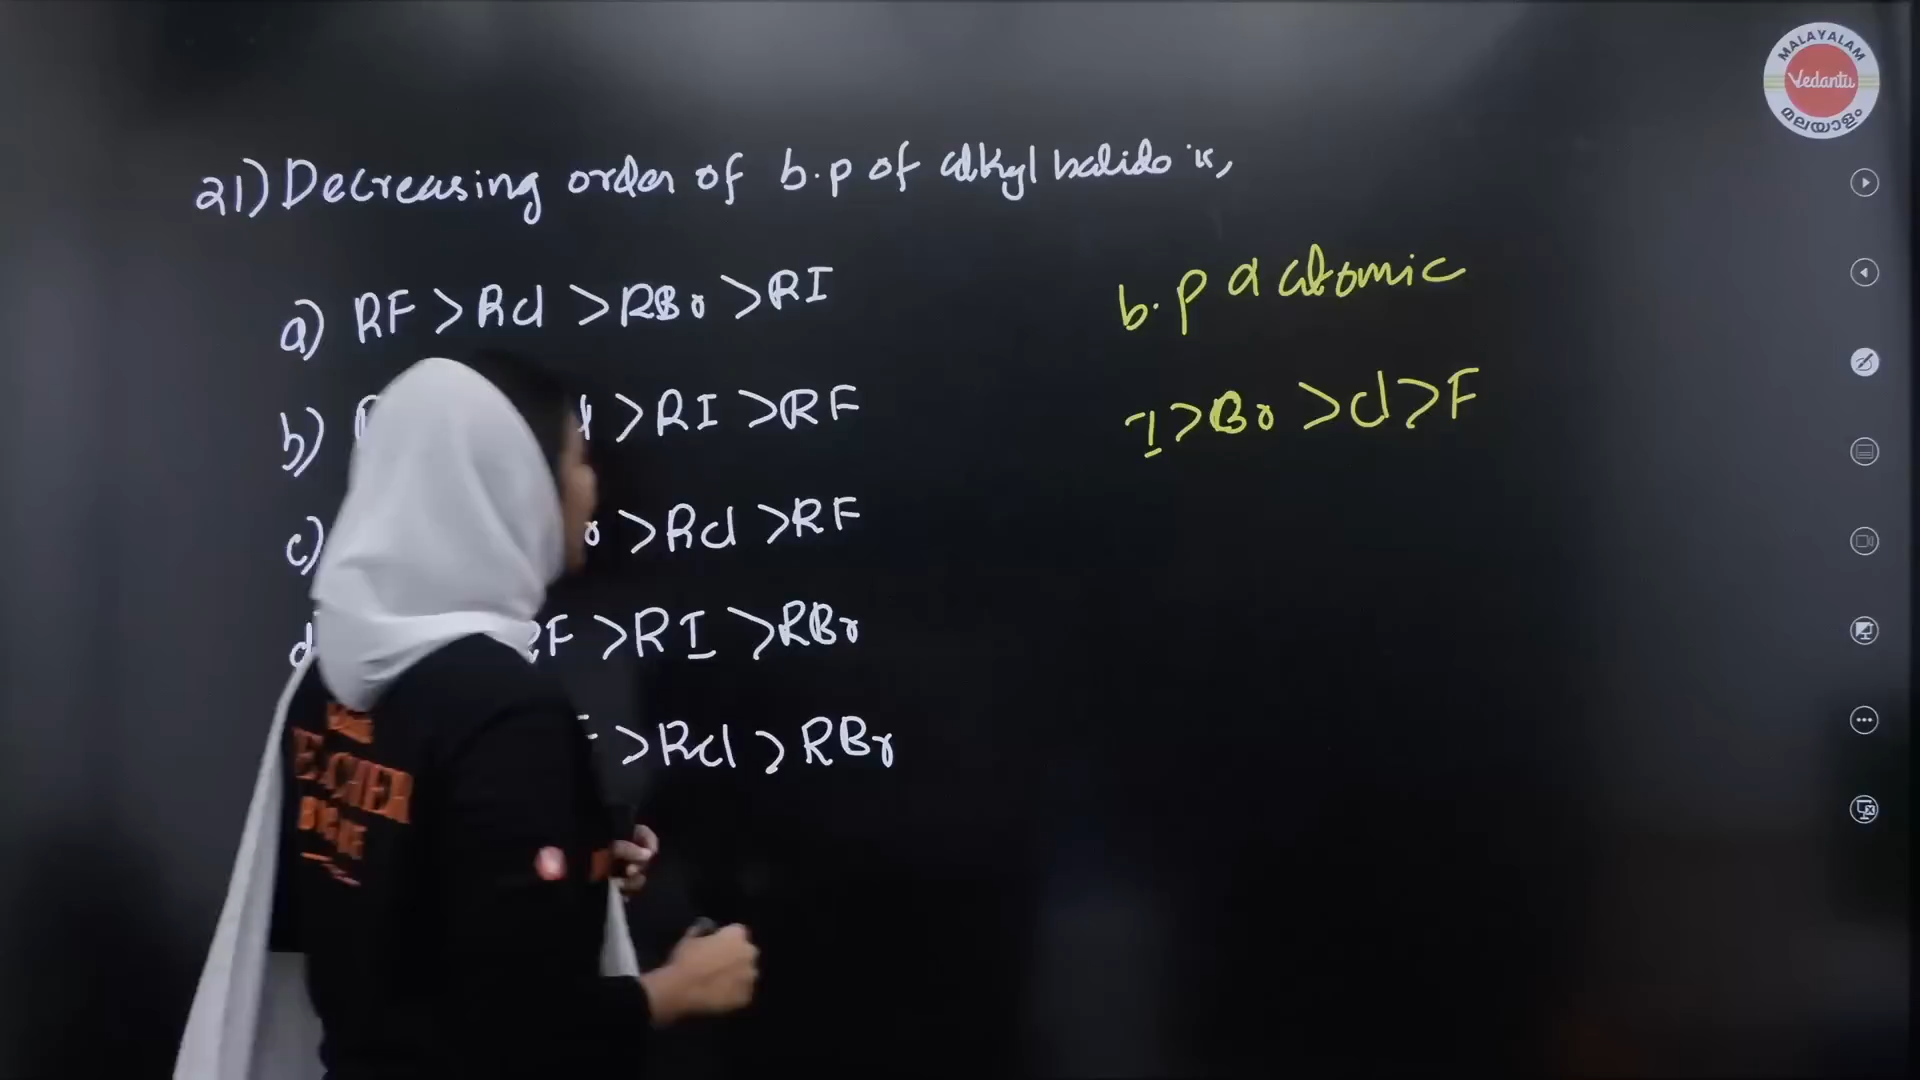 MALAYALAM
Vedantu
മലയാളം
21) Decreasing order of b.p of alkyl halide is,
a) RF > RCl > RBr > RI
b) > RI > RF
c) > RCl > RF
d RF > RI > RBr
> RCl > RBr
b.p α atomic
I > Br > Cl > F